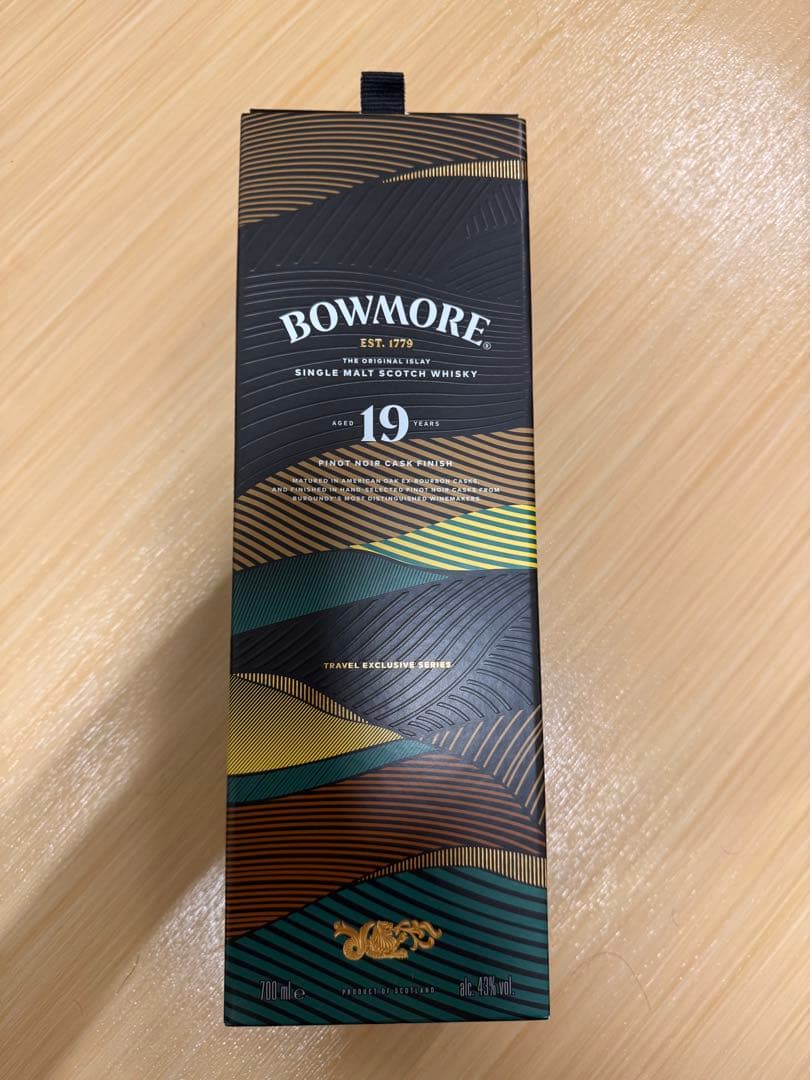 BOWMORE®
EST. 1779
THE ORIGINAL ISLAY
SINGLE MALT SCOTCH WHISKY
AGED 19 YEARS
PINOT NOIR CASK FINISH
MATURED IN AMERICAN OAK EX-BOURBON CASKS,
AND FINISHED IN HAND-SELECTED PINOT NOIR CASKS FROM
BURGUNDY'S MOST DISTINGUISHED WINEMAKERS
TRAVEL EXCLUSIVE SERIES
700 ml e PRODUCT OF SCOTLAND alc. 43% vol.